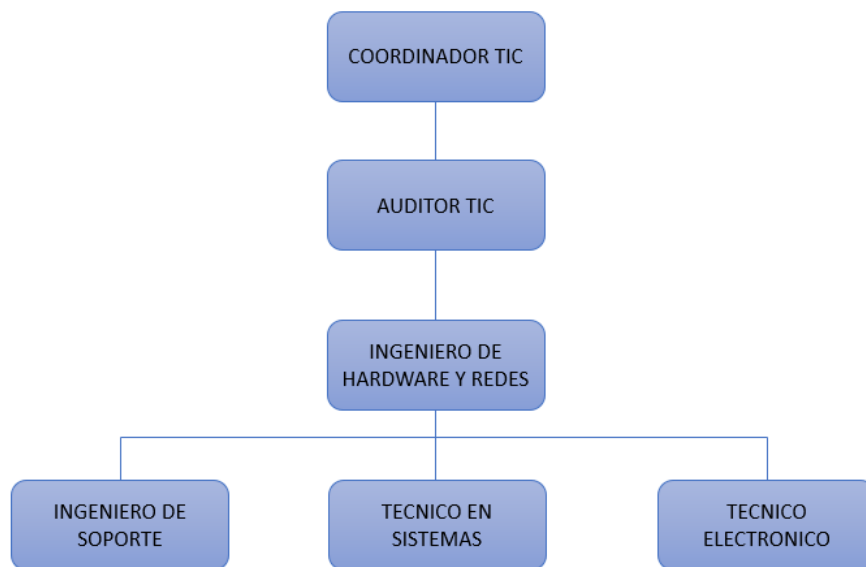 COORDINADOR TIC
AUDITOR TIC
INGENIERO DE
HARDWARE Y REDES
INGENIERO DE
SOPORTE
TECNICO EN
SISTEMAS
TECNICO
ELECTRONICO